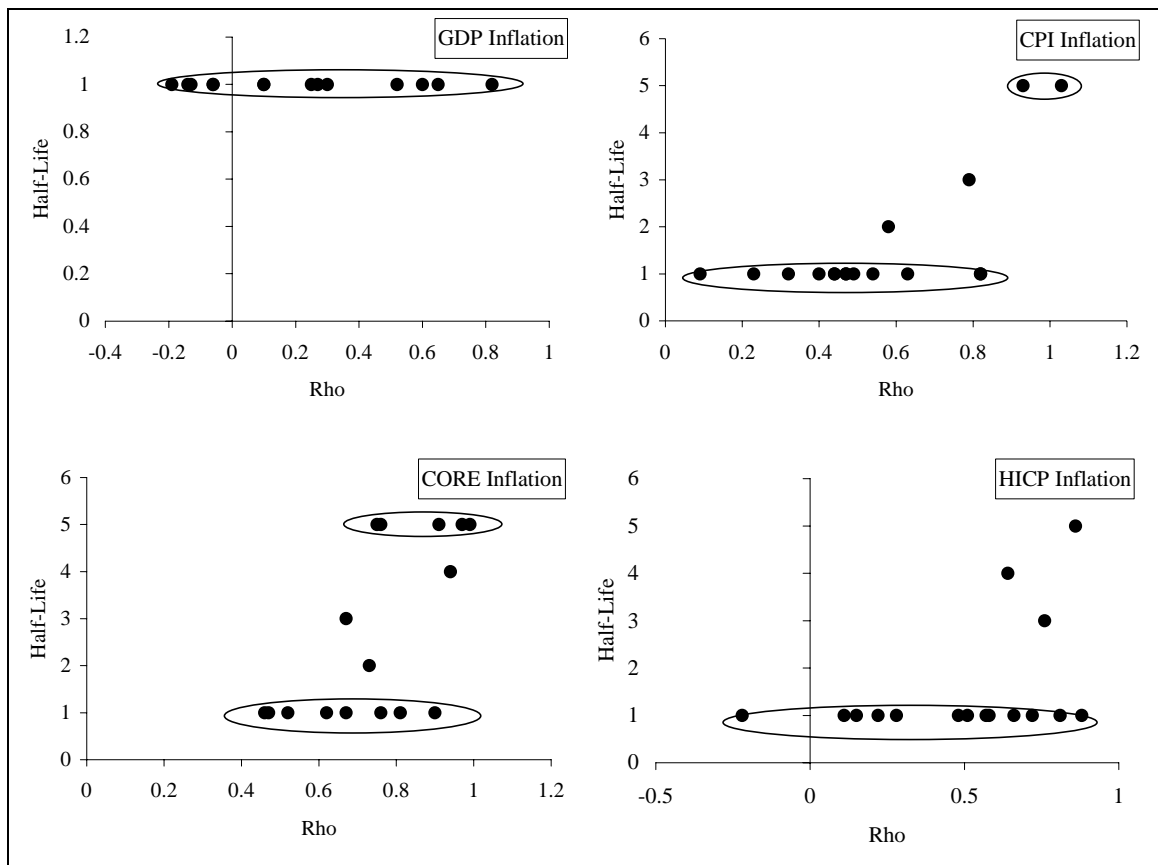 GDP Inflation
1.2
1
0.8
0.6
0.4
0.2
0
Half-Life
-0.4 -0.2 0 0.2 0.4 0.6 0.8 1
Rho
CPI Inflation
6
5
4
3
2
1
0
Half-Life
0 0.2 0.4 0.6 0.8 1 1.2
Rho
CORE Inflation
6
5
4
3
2
1
0
Half-Life
0 0.2 0.4 0.6 0.8 1 1.2
Rho
HICP Inflation
6
5
4
3
2
1
0
Half-Life
-0.5 0 0.5 1
Rho